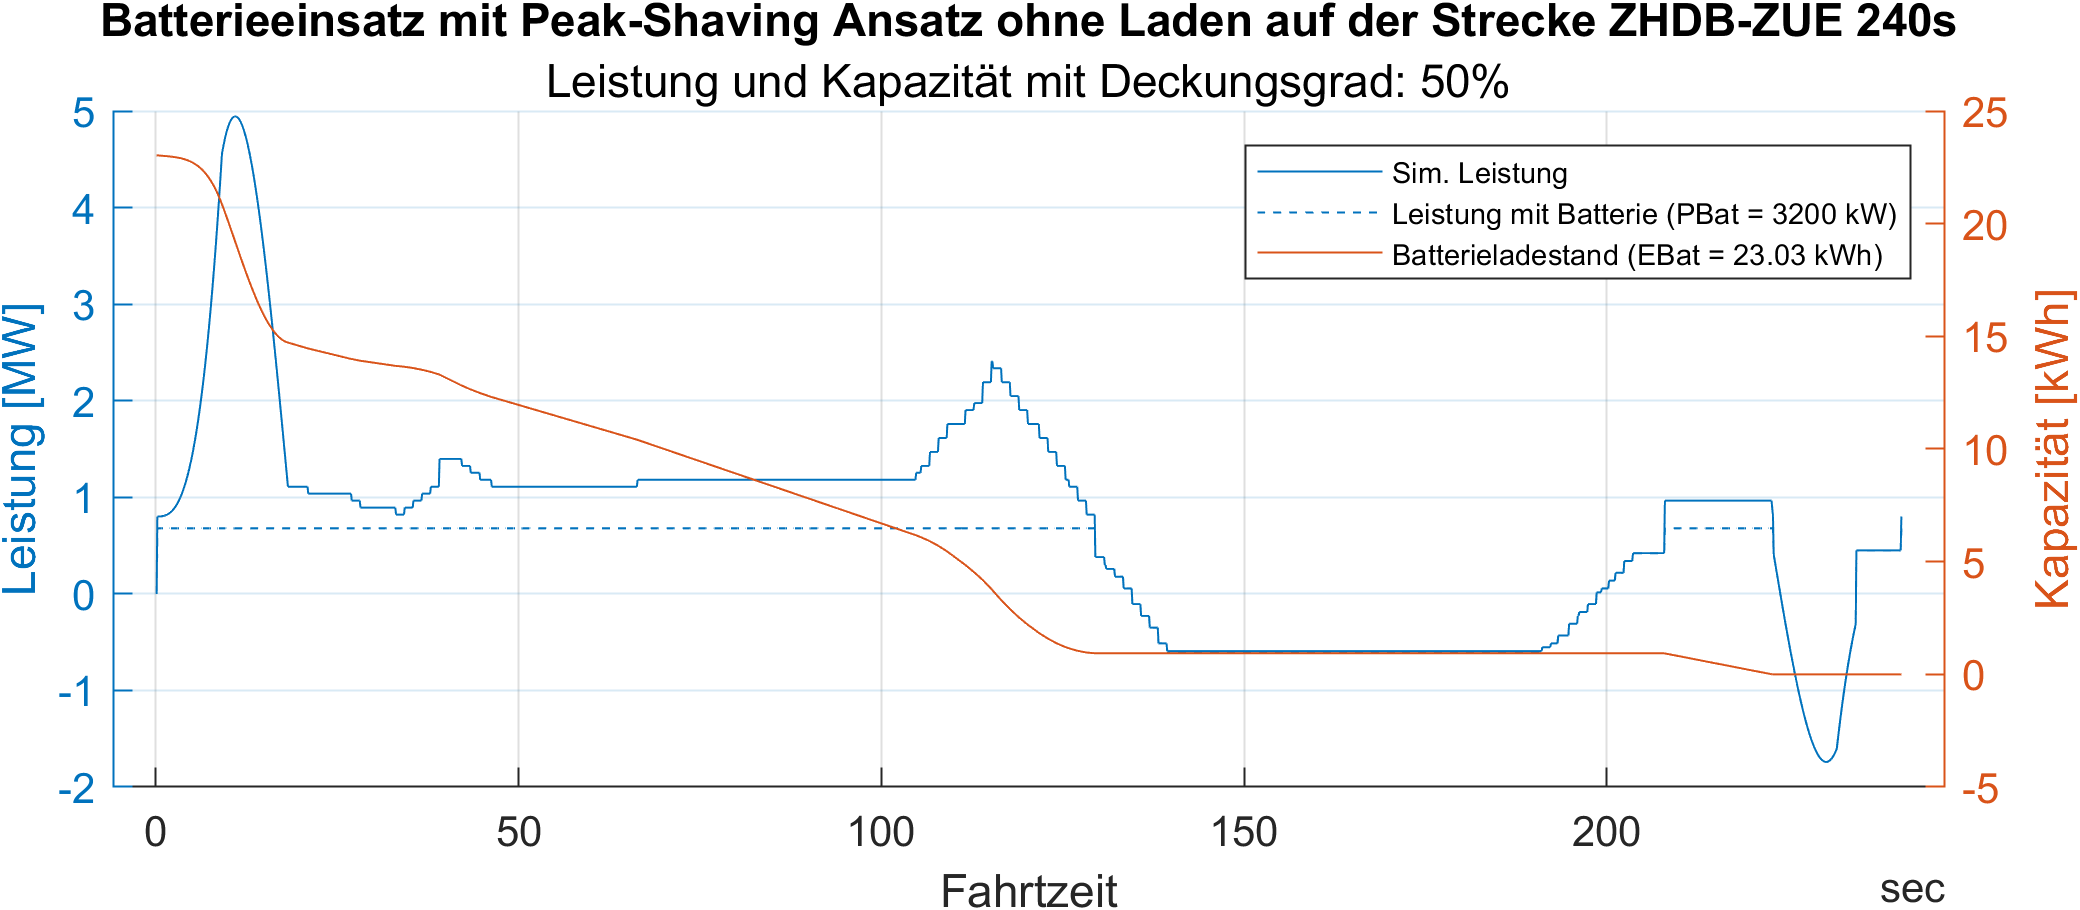 Batterieeinsatz mit Peak-Shaving Ansatz ohne Laden auf der Strecke ZHDB-ZUE 240s
Leistung und Kapazität mit Deckungsgrad: 50%
Leistung [MW]
5
4
3
2
1
0
-1
-2
Sim. Leistung
Leistung mit Batterie (PBat = 3200 kW)
Batterieladestand (EBat = 23.03 kWh)
25
20
15
10
5
0
-5
Kapazität [kWh]
0 50 100 150 200
Fahrtzeit
sec